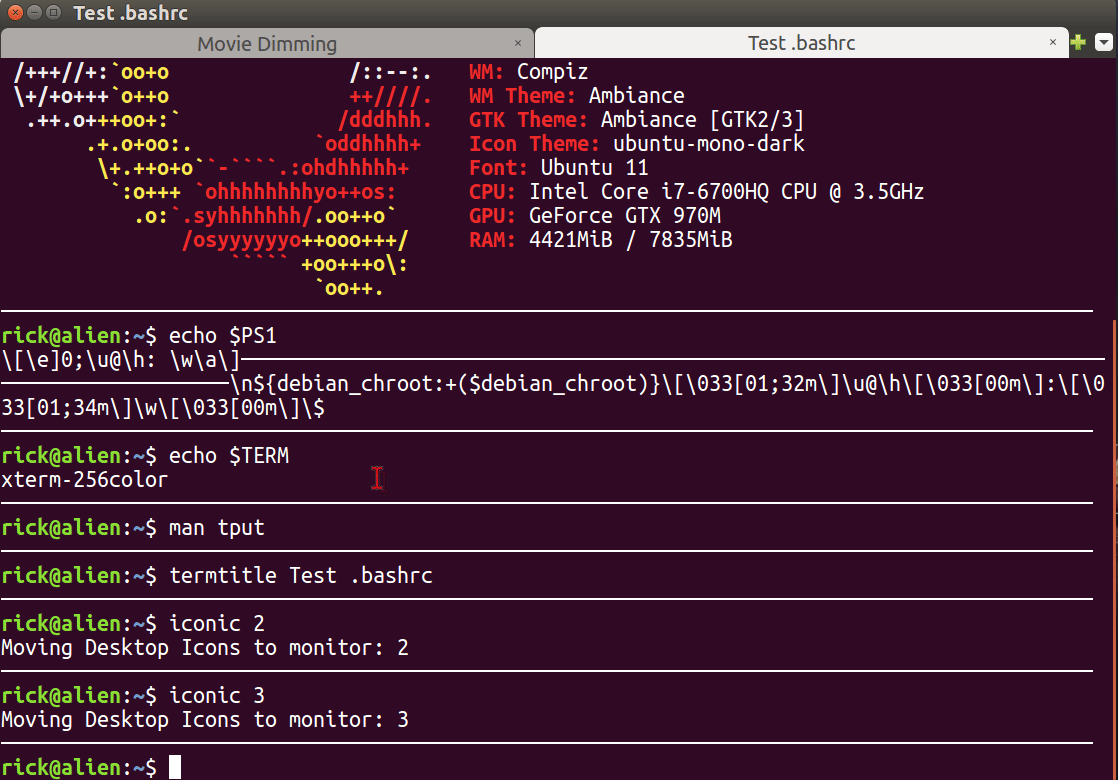 Test .bashrc
Movie Dimming × Test .bashrc ×
/+++//+:`oo+o /::--:. WM: Compiz
\+/+o+++`o++o ++////. WM Theme: Ambiance
.++.o+++oo+:` /dddhhh. GTK Theme: Ambiance [GTK2/3]
.+.o+oo:. `oddhhhh+ Icon Theme: ubuntu-mono-dark
\+.++o+o``-````.:ohdhhhhh+ Font: Ubuntu 11
`:o+++ `ohhhhhhhhyo++os: CPU: Intel Core i7-6700HQ CPU @ 3.5GHz
.o:`.syhhhhhhh/.oo++o` GPU: GeForce GTX 970M
/osyyyyyyo++ooo+++/ RAM: 4421MiB / 7835MiB
````` +oo+++o\:
`oo++.
rick@alien:~$ echo $PS1
\[\e]0;\u@\h: \w\a\]────────────────────────────────────────────────────────────────────────
───────────────────\n${debian_chroot:+($debian_chroot)}\[\033[01;32m\]\u@\h\[\033[00m\]:\[\0
33[01;34m\]\w\[\033[00m\]\$
rick@alien:~$ echo $TERM
xterm-256color
rick@alien:~$ man tput
rick@alien:~$ termtitle Test .bashrc
rick@alien:~$ iconic 2
Moving Desktop Icons to monitor: 2
rick@alien:~$ iconic 3
Moving Desktop Icons to monitor: 3
rick@alien:~$